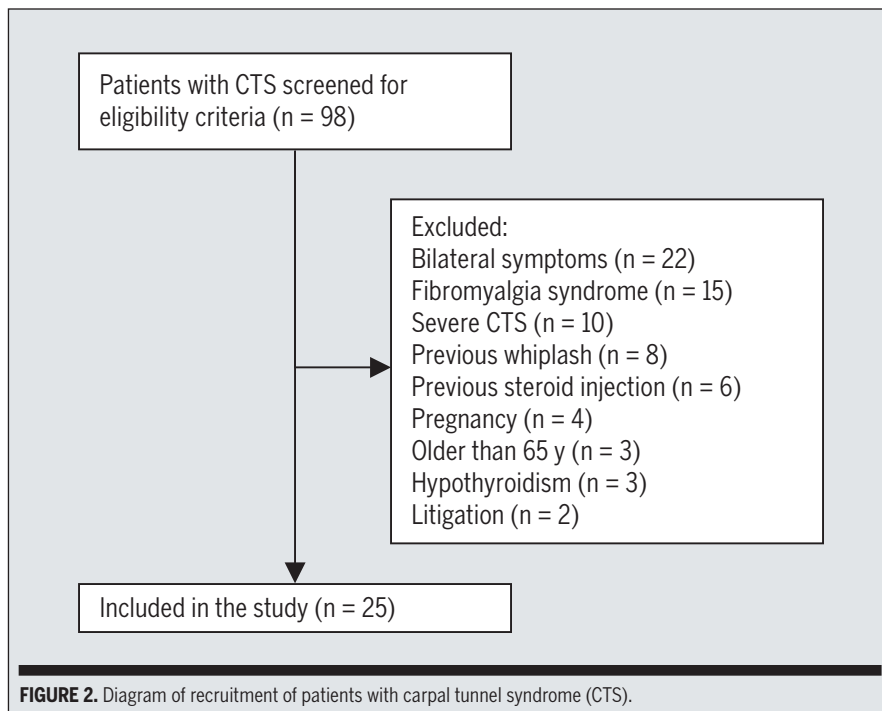 Patients with CTS screened for
eligibility criteria (n = 98)
Excluded:
Bilateral symptoms (n = 22)
Fibromyalgia syndrome (n = 15)
Severe CTS (n = 10)
Previous whiplash (n = 8)
Previous steroid injection (n = 6)
Pregnancy (n = 4)
Older than 65 y (n = 3)
Hypothyroidism (n = 3)
Litigation (n = 2)
Included in the study (n = 25)
FIGURE 2. Diagram of recruitment of patients with carpal tunnel syndrome (CTS).